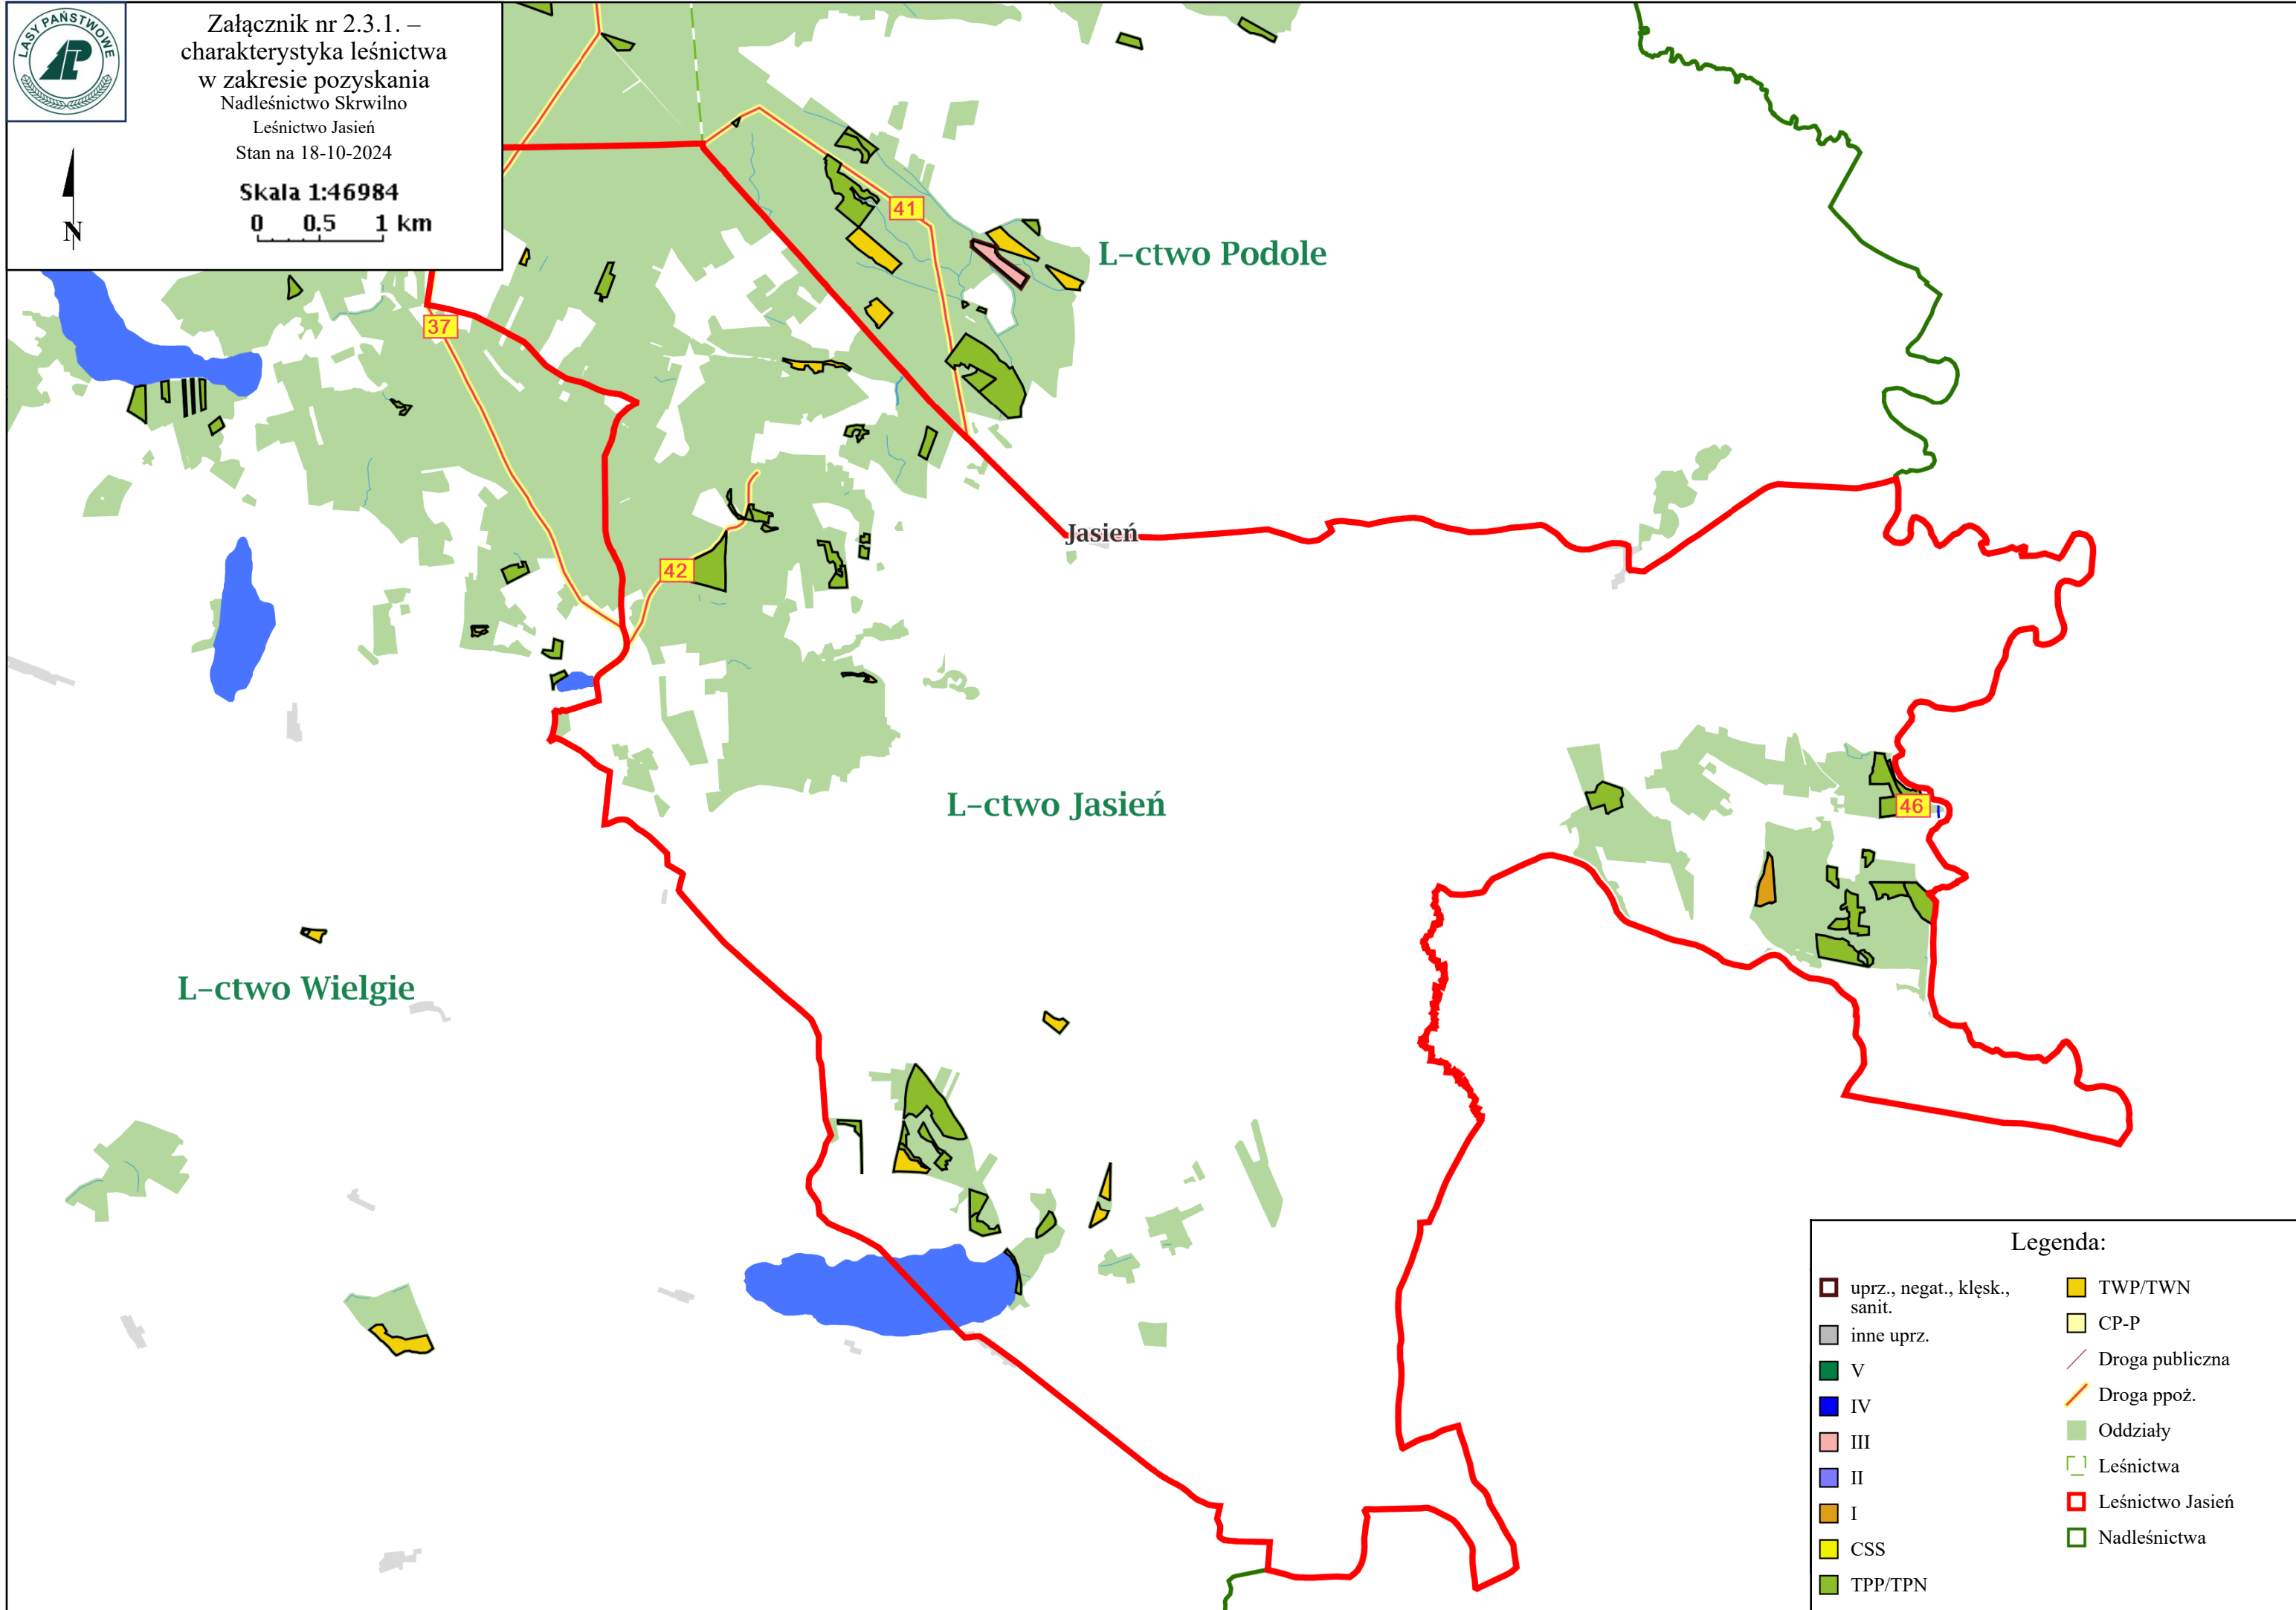 LASY PAŃSTWOWE
Załącznik nr 2.3.1. –
charakterystyka leśnictwa
w zakresie pozyskania
Nadleśnictwo Skrwilno
Leśnictwo Jasień
Stan na 18-10-2024
Skala 1:46984
0 0.5 1 km
N
41
L-ctwo Podole
37
Jasień
42
L-ctwo Jasień
46
L-ctwo Wielgie
Legenda:
uprz., negat., klęsk.,
sanit.
inne uprz.
V
IV
III
II
I
CSS
TPP/TPN
TWP/TWN
CP-P
Droga publiczna
Droga ppoż.
Oddziały
Leśnictwa
Leśnictwo Jasień
Nadleśnictwa